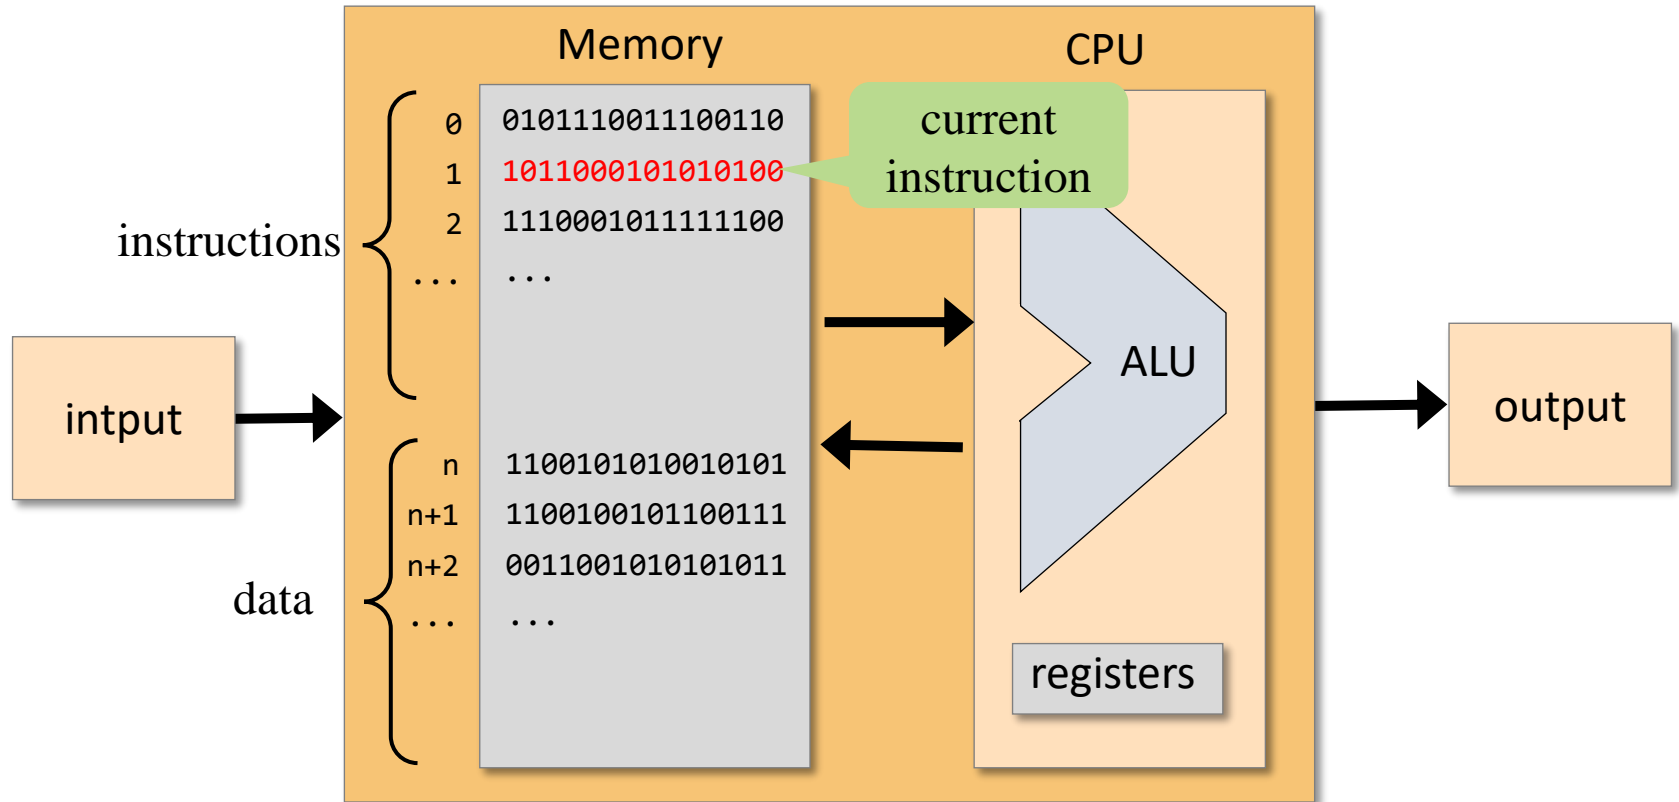 Memory
CPU
0 0101110011100110
1 1011000101010100
2 1110001011111100
... ...
current
instruction
instructions
ALU
intput
output
n 1100101010010101
n+1 1100100101100111
n+2 0011001010101011
... ...
data
registers